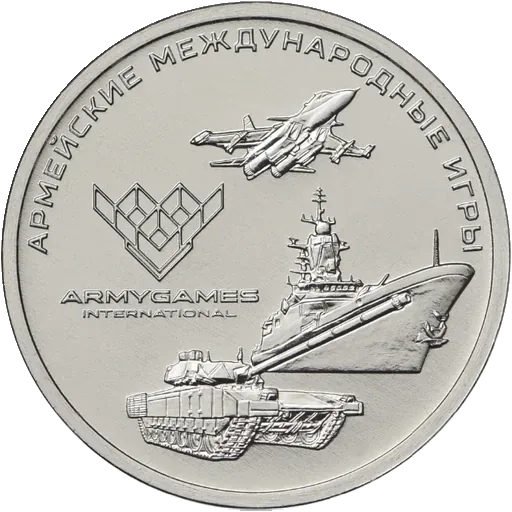 АРМЕЙСКИЕ МЕЖДУНАРОДНЫЕ ИГРЫ
ARMYGAMES
INTERNATIONAL